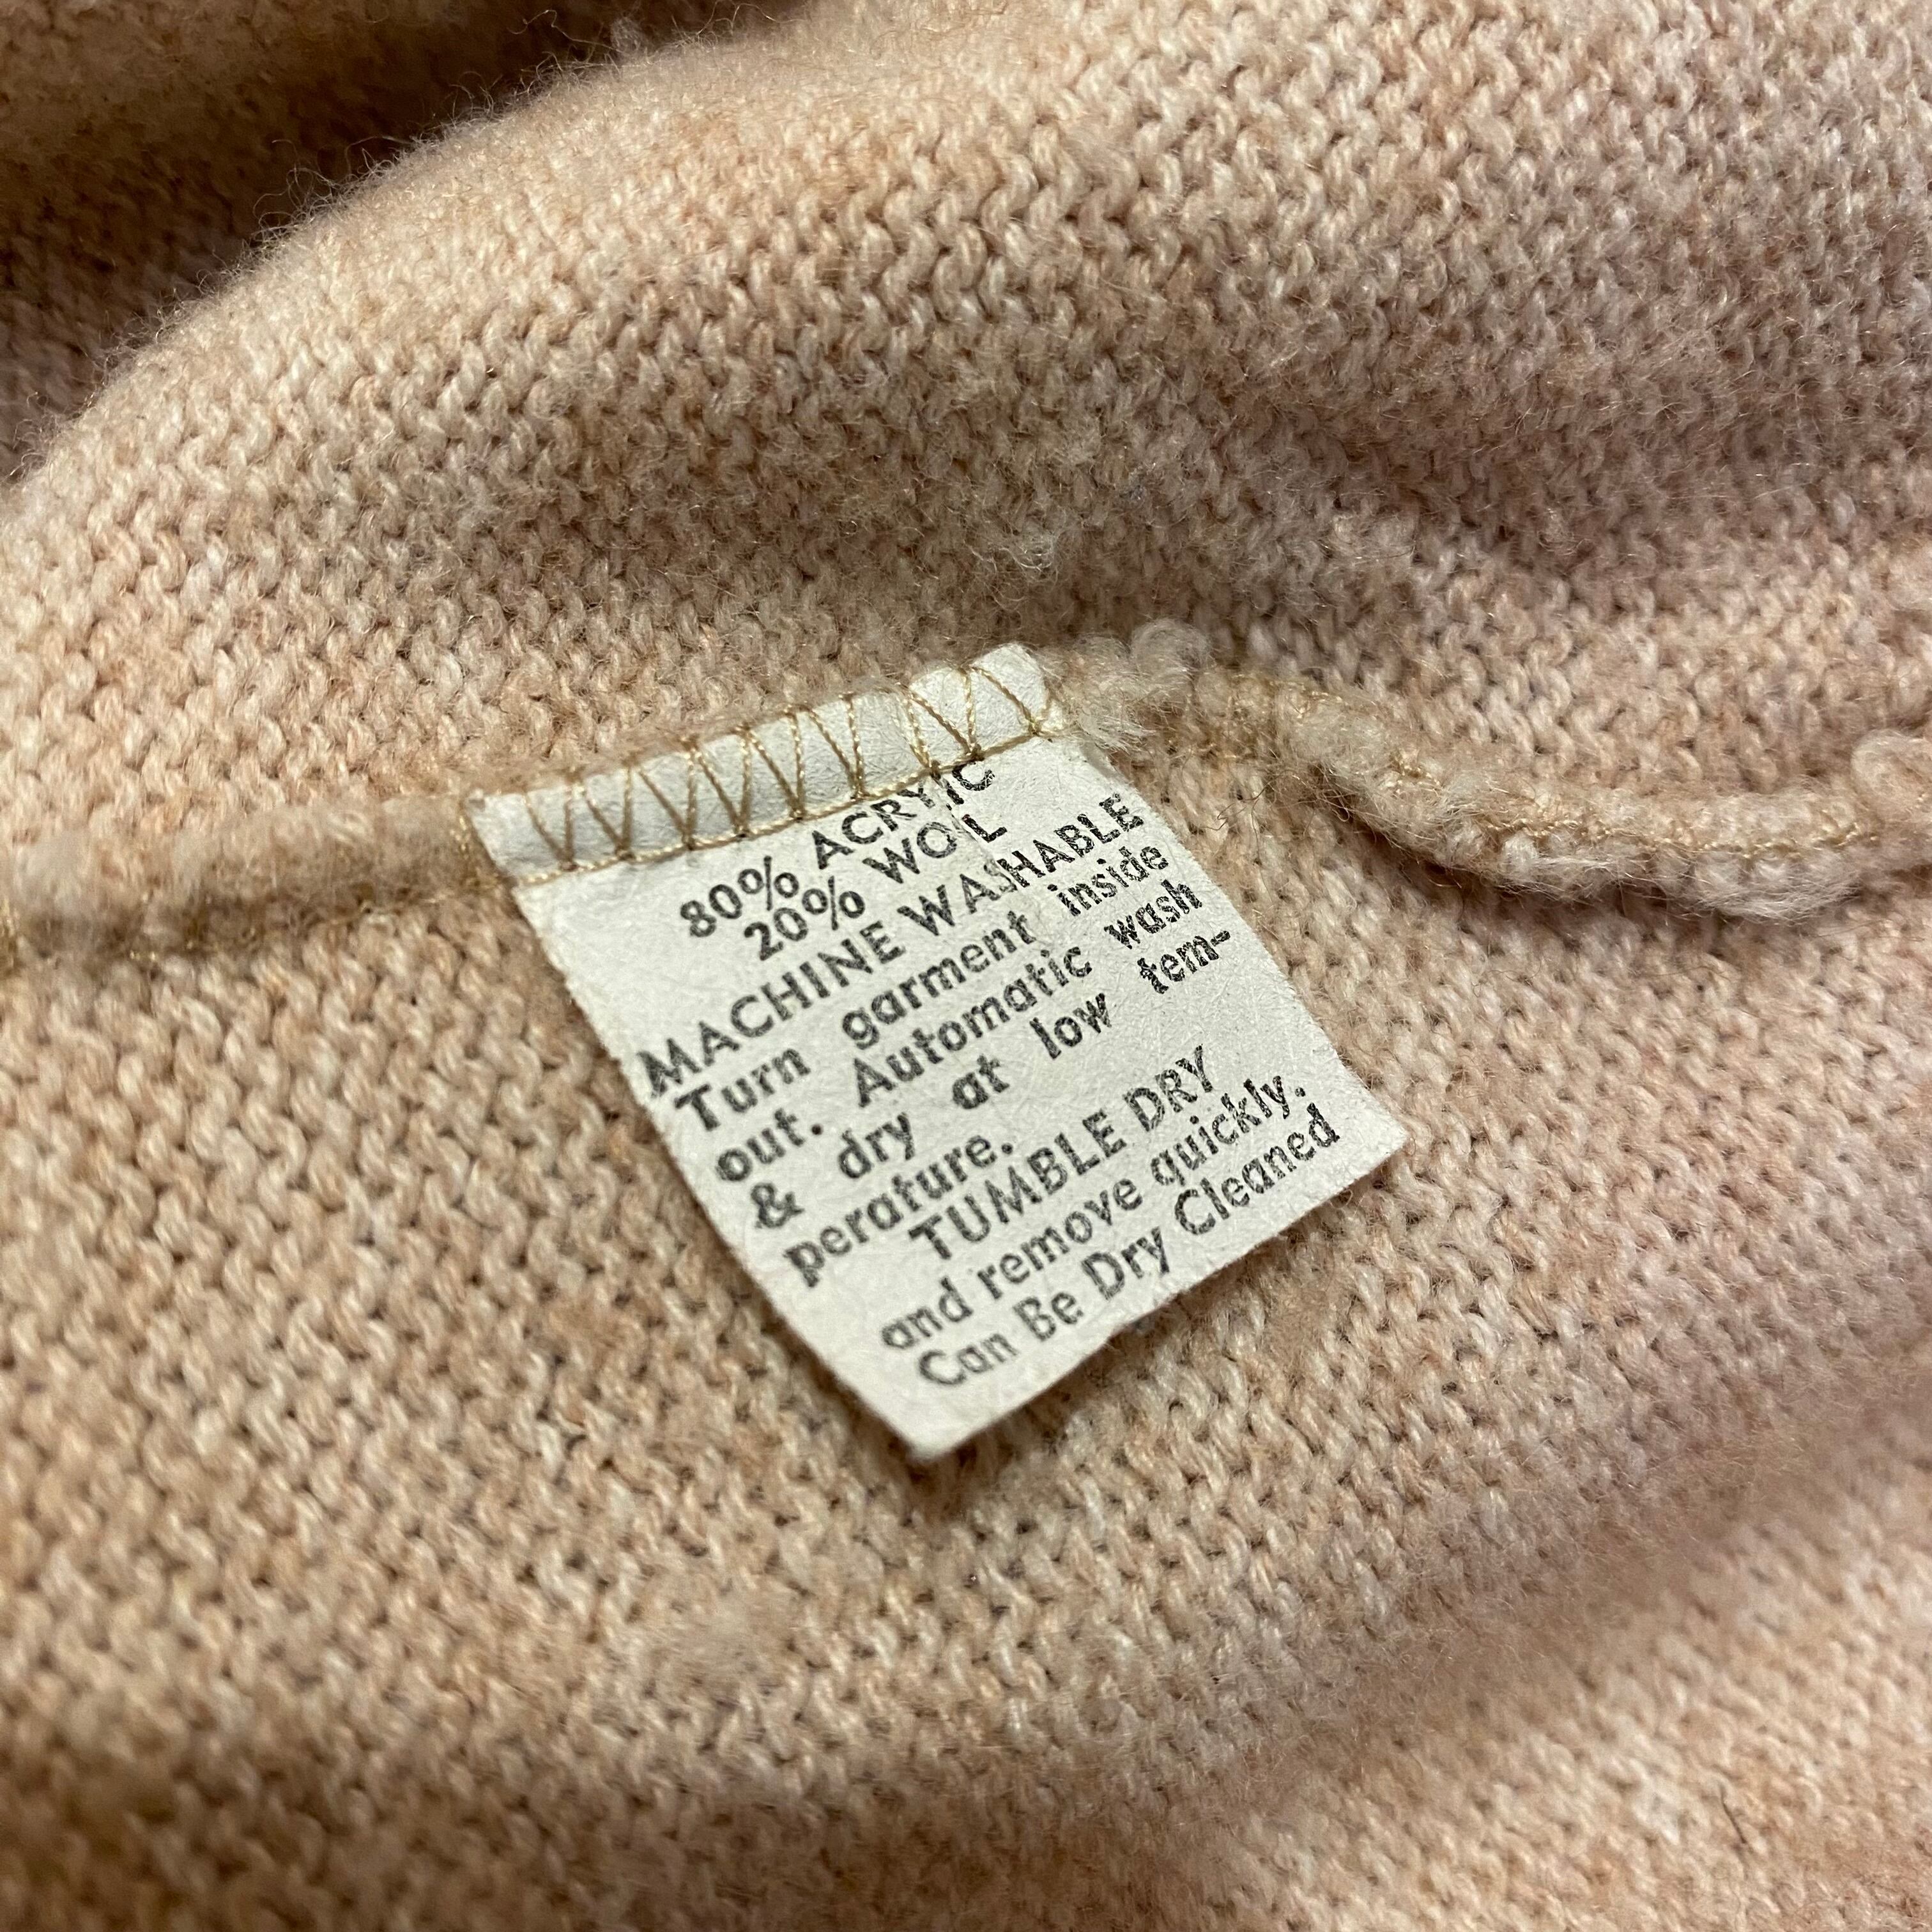 80% ACRYLIC
20% WOOL
MACHINE WASHABLE
Turn garment inside
out. Automatic wash
& dry at low tem-
perature.
TUMBLE DRY
and remove quickly.
Can Be Dry Cleaned